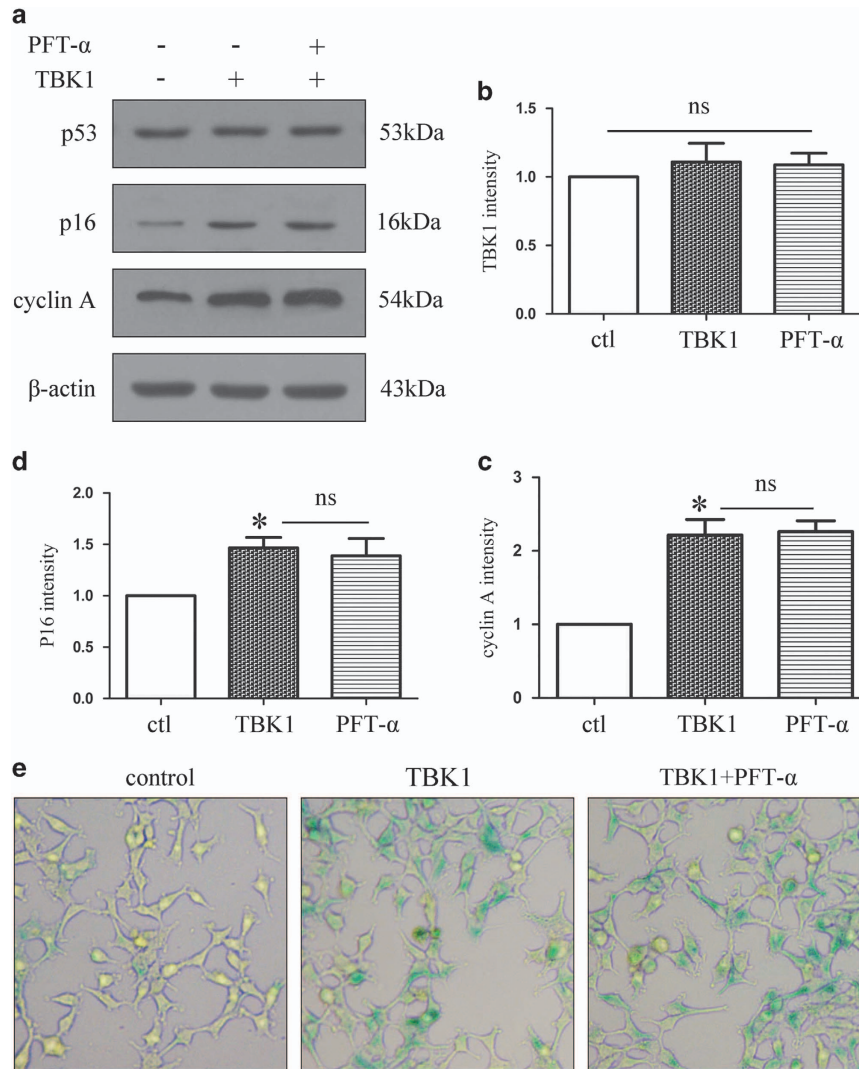 a
PFT-α - - +
TBK1 - + +
p53 53kDa
p16 16kDa
cyclin A 54kDa
β-actin 43kDa
b
ns
TBK1 intensity
1.5
1.0
0.5
0.0
ctl TBK1 PFT-α
d
* ns
P16 intensity
2.0
1.5
1.0
0.5
0.0
ctl TBK1 PFT-α
c
* ns
cyclin A intensity
3
2
1
0
ctl TBK1 PFT-α
e
control TBK1 TBK1+PFT-α